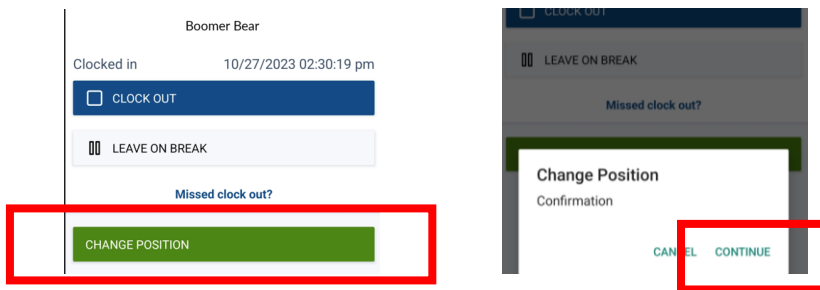 Boomer Bear
Clocked in 10/27/2023 02:30:19 pm
CLOCK OUT
LEAVE ON BREAK
Missed clock out?
CHANGE POSITION
CLOCK OUT
LEAVE ON BREAK
Missed clock out?
Change Position
Confirmation
CANCEL CONTINUE